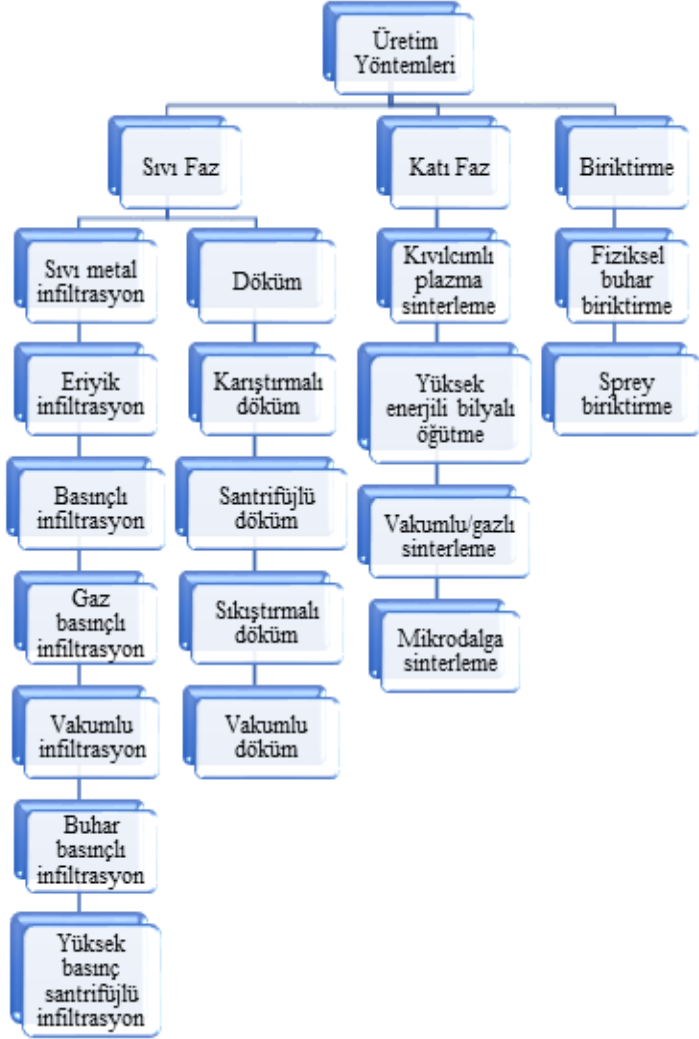 Üretim
Yöntemleri
Sıvı Faz
Katı Faz
Biriktirme
Sıvı metal
infiltrasyon
Döküm
Kıvılcımlı
plazma
sinterleme
Fiziksel
buhar
biriktirme
Eriyik
infiltrasyon
Karıştırmalı
döküm
Yüksek
enerjili bilyalı
öğütme
Sprey
biriktirme
Basınçlı
infiltrasyon
Santrifüjlü
döküm
Vakumlu/gazlı
sinterleme
Gaz
basınçlı
infiltrasyon
Sıkıştırmalı
döküm
Mikrodalga
sinterleme
Vakumlu
infiltrasyon
Vakumlu
döküm
Buhar
basınçlı
infiltrasyon
Yüksek
basınç
santrifüjlü
infiltrasyon